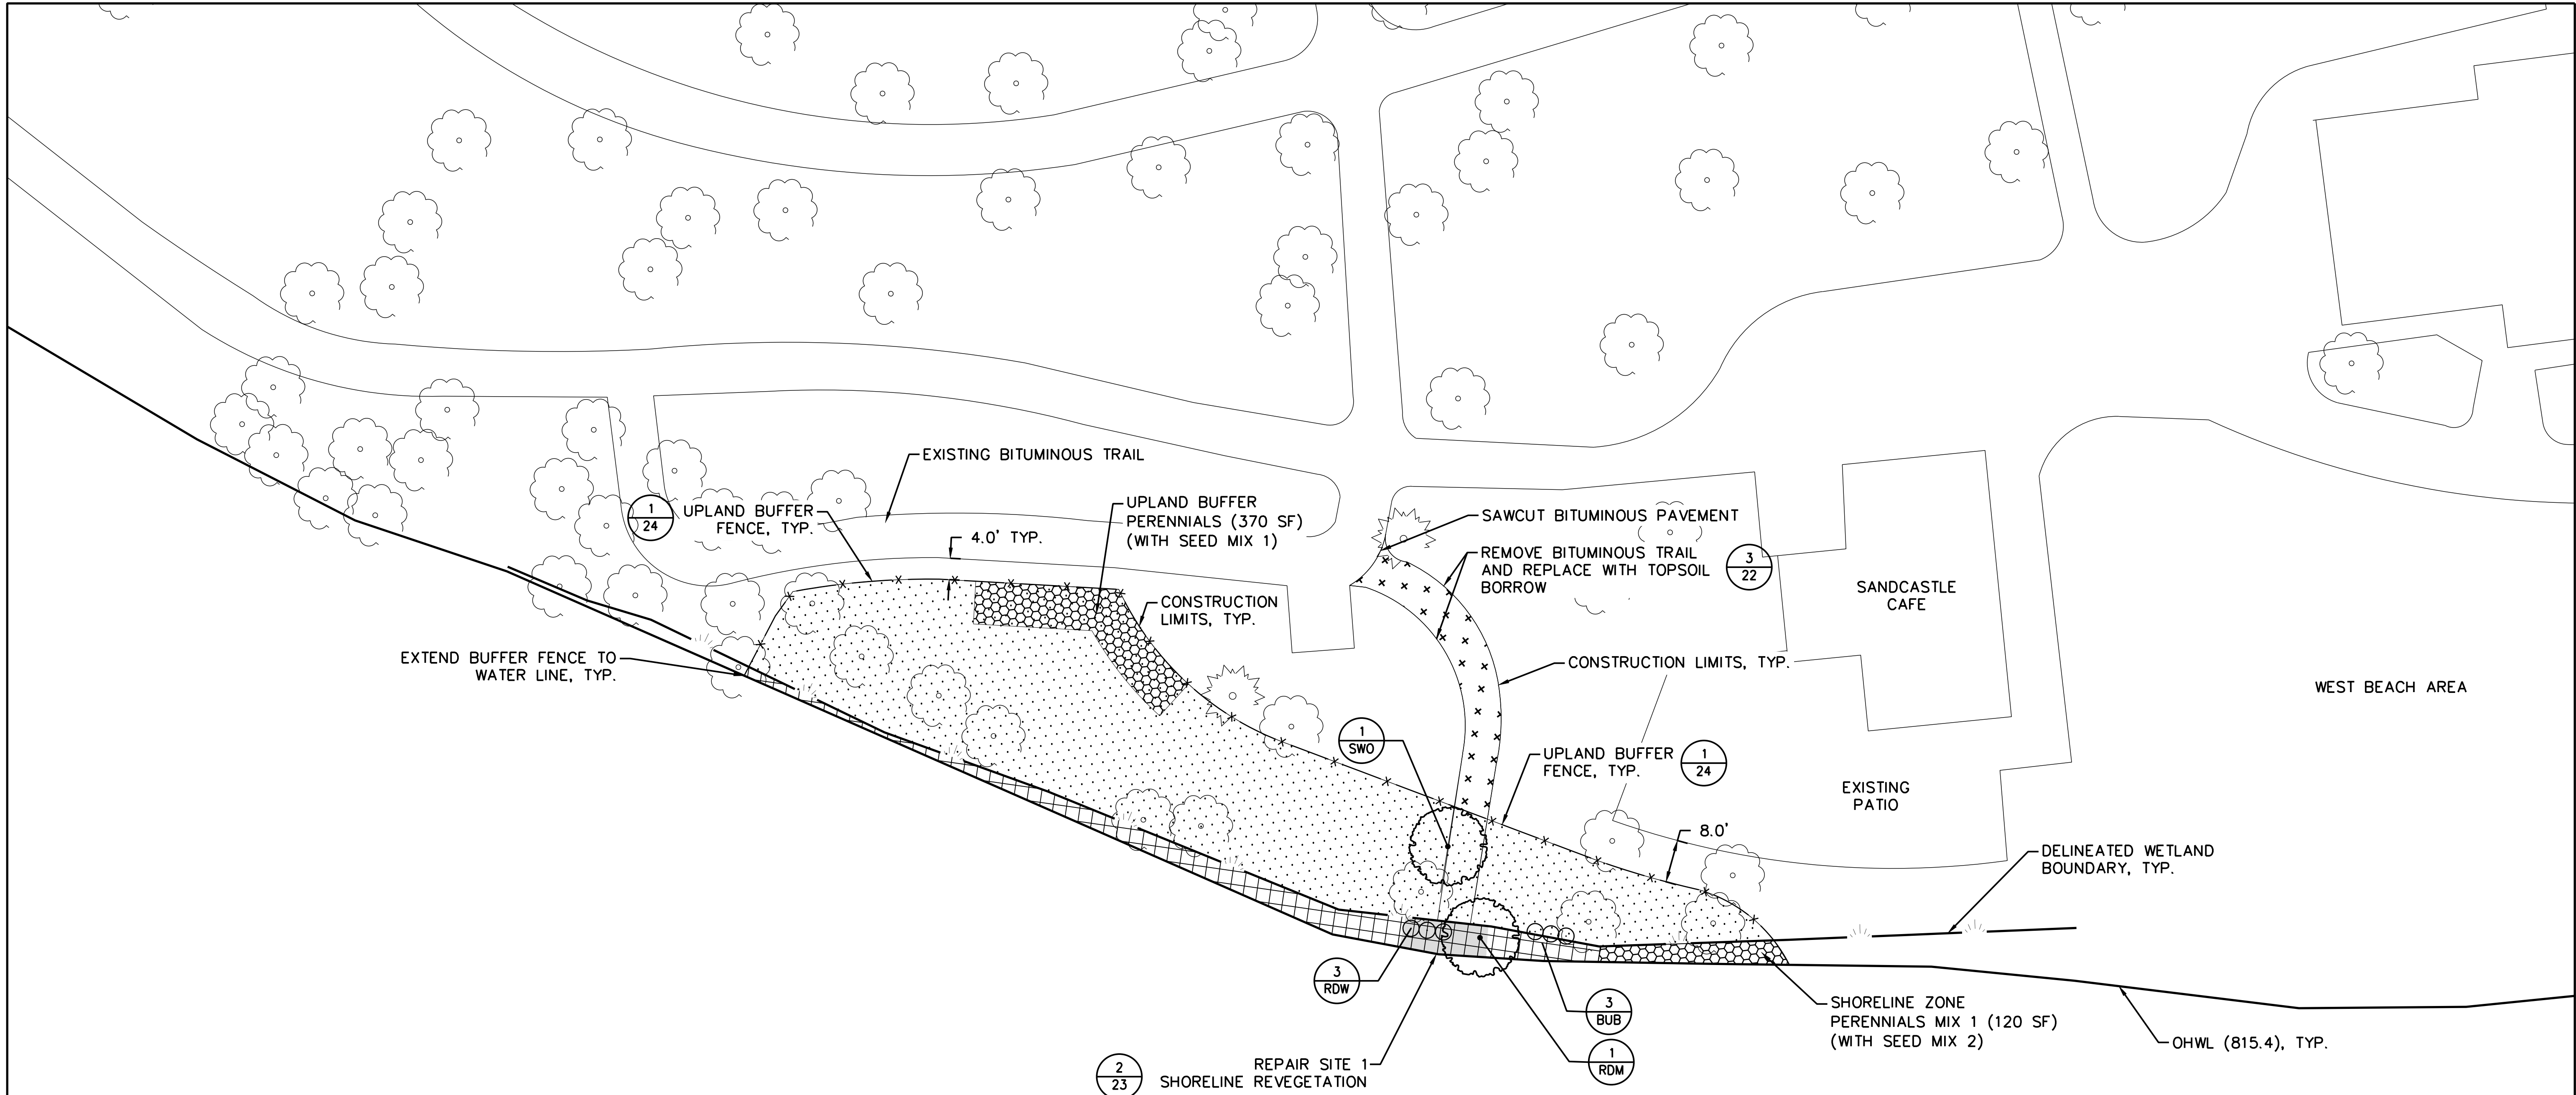 EXISTING BITUMINOUS TRAIL
1
24
UPLAND BUFFER
FENCE, TYP.
4.0' TYP.
UPLAND BUFFER
PERENNIALS (370 SF)
(WITH SEED MIX 1)
SAWCUT BITUMINOUS PAVEMENT
REMOVE BITUMINOUS TRAIL
AND REPLACE WITH TOPSOIL
BORROW
3
22
CONSTRUCTION
LIMITS, TYP.
SANDCASTLE
CAFE
EXTEND BUFFER FENCE TO
WATER LINE, TYP.
CONSTRUCTION LIMITS, TYP.
WEST BEACH AREA
1
SWO
UPLAND BUFFER
FENCE, TYP.
1
24
EXISTING
PATIO
8.0'
DELINEATED WETLAND
BOUNDARY, TYP.
3
RDW
3
BUB
1
RDM
SHORELINE ZONE
PERENNIALS MIX 1 (120 SF)
(WITH SEED MIX 2)
OHWL (815.4), TYP.
2
23
REPAIR SITE 1
SHORELINE REVEGETATION